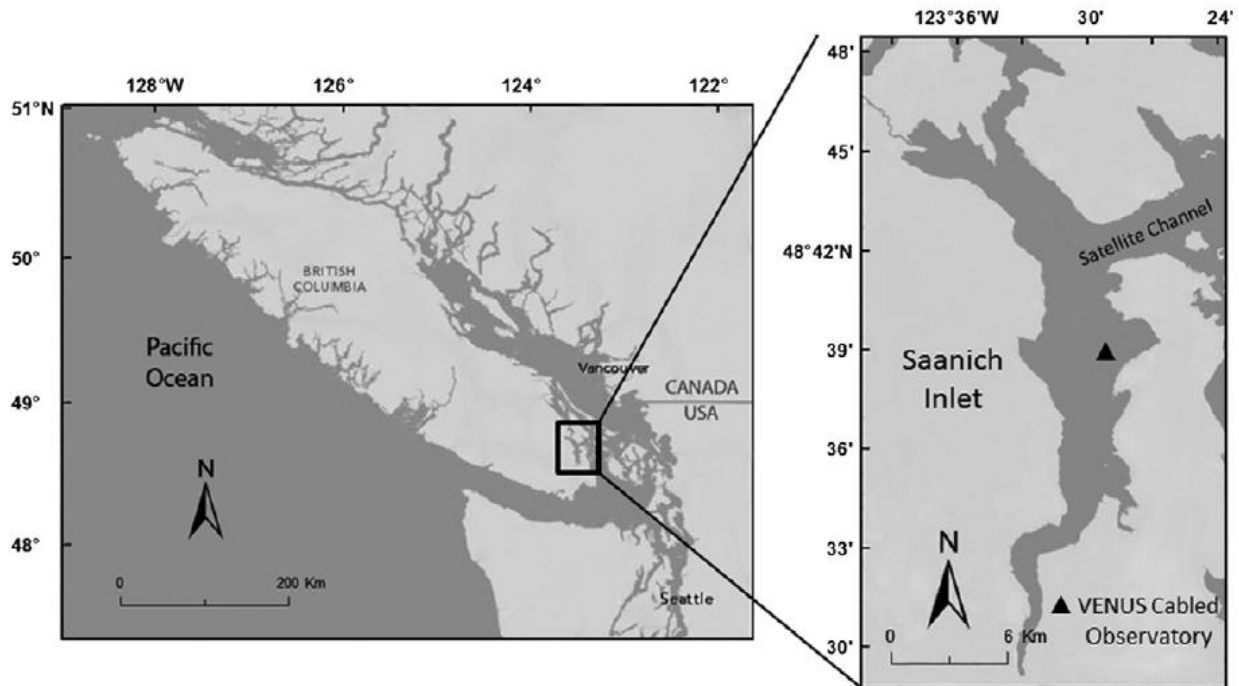 128°W
126°
124°
122°
51°N
50°
49°
48°
BRITISH
COLUMBIA
Pacific
Ocean
Vancouver
CANADA
USA
Seattle
N
0
200 Km
123°36'W
30'
24'
48'
45'
48°42'N
39'
36'
33'
30'
Satellite Channel
Saanich
Inlet
N
0
6 Km
VENUS Cabled
Observatory